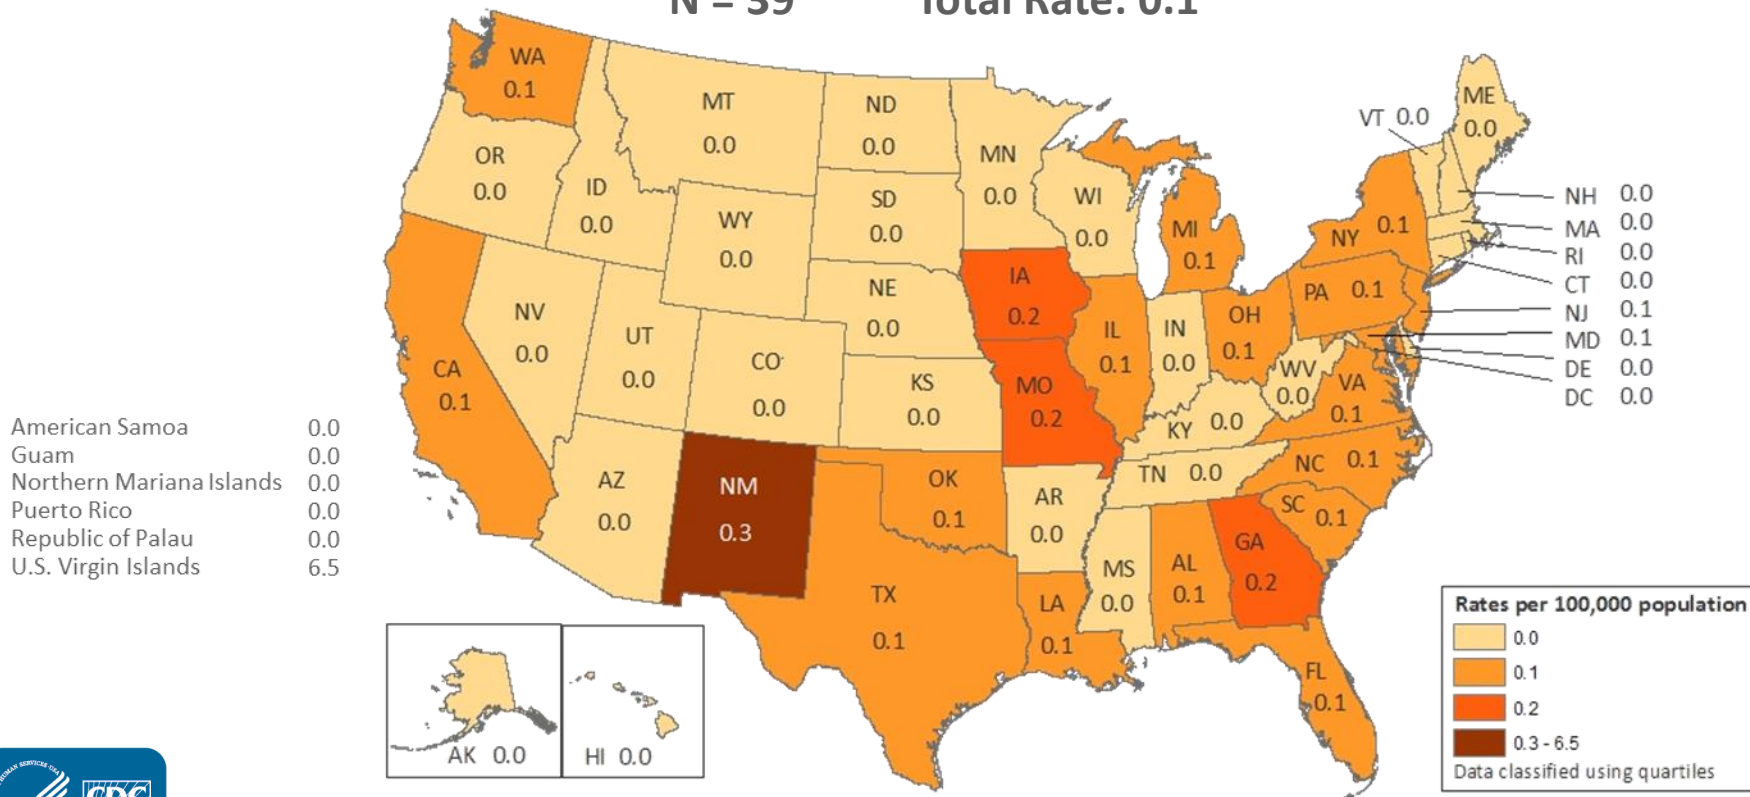 N = 39 Total Rate: 0.1
WA
0.1
MT
0.0
ND
0.0
MN
0.0
VT 0.0
ME
0.0
OR
0.0
ID
0.0
WY
0.0
SD
0.0
WI
0.0
MI
0.1
NY 0.1
NH 0.0
MA 0.0
RI 0.0
CT 0.0
NJ 0.1
MD 0.1
DE 0.0
DC 0.0
NV
0.0
UT
0.0
CO
0.0
NE
0.0
IA
0.2
IL
0.1
IN
0.0
OH
0.1
PA 0.1
CA
0.1
KS
0.0
MO
0.2
WV
0.0
VA
0.1
KY 0.0
AZ
0.0
NM
0.3
OK
0.1
AR
0.0
TN 0.0
NC 0.1
SC
0.1
TX
0.1
LA
0.1
MS
0.0
AL
0.1
GA
0.2
FL
0.1
AK 0.0
HI 0.0
American Samoa 0.0
Guam 0.0
Northern Mariana Islands 0.0
Puerto Rico 0.0
Republic of Palau 0.0
U.S. Virgin Islands 6.5
Rates per 100,000 population
0.0
0.1
0.2
0.3 - 6.5
Data classified using quartiles
HUMAN SERVICES·USA
CDC